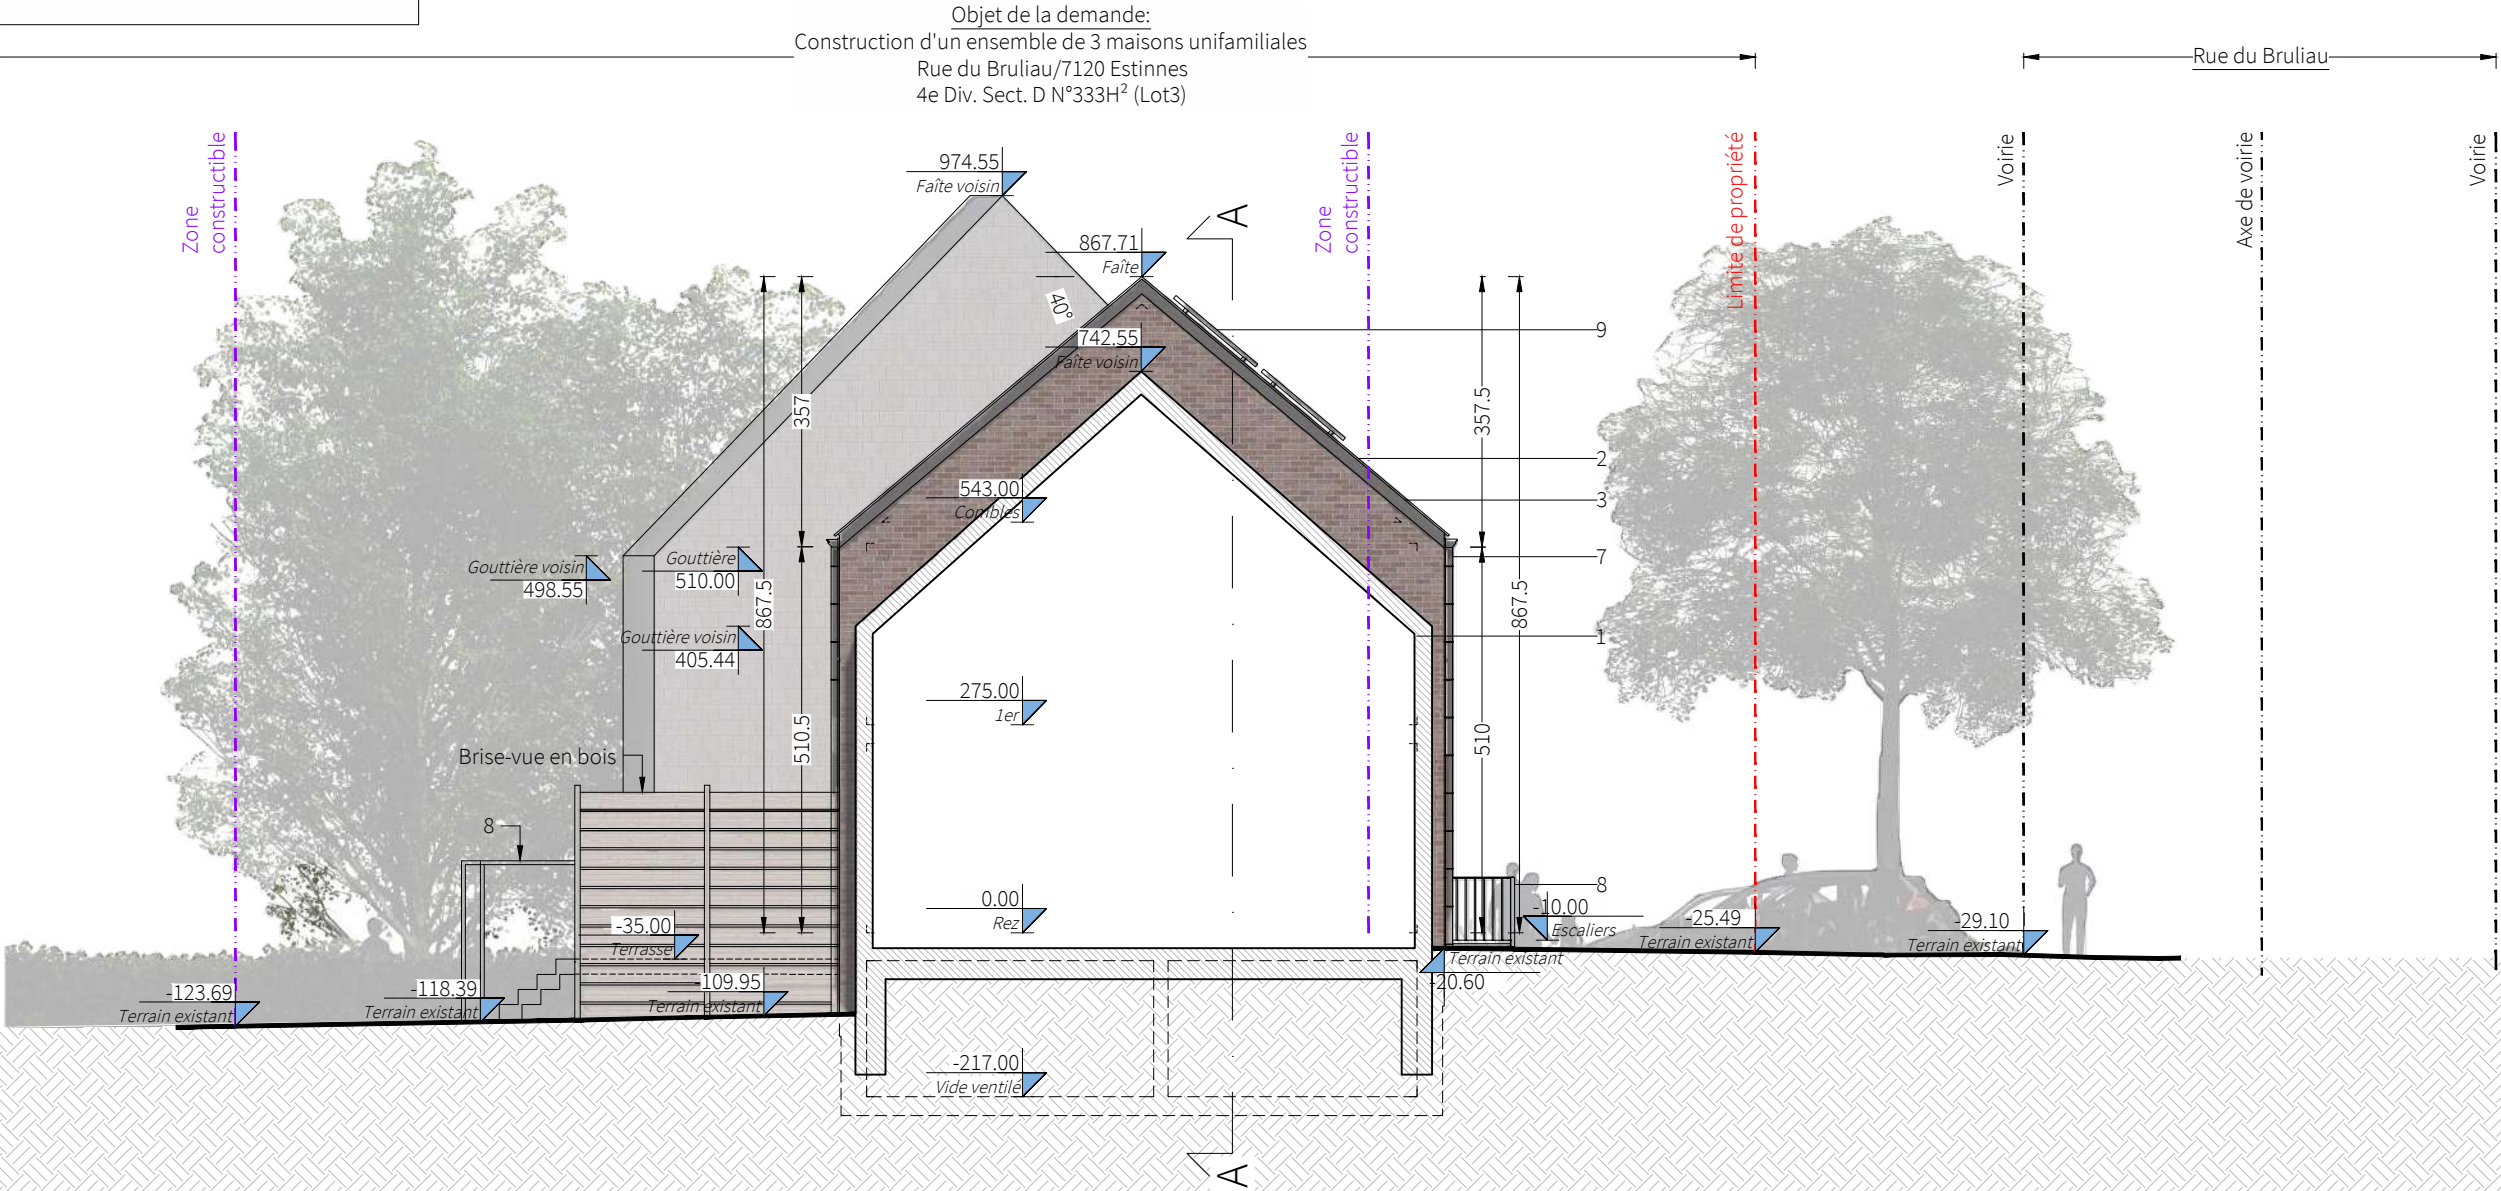 Objet de la demande:
Construction d'un ensemble de 3 maisons unifamiliales
Rue du Bruliau/7120 Estinnes
4e Div. Sect. D N°333H² (Lot3)
Rue du Bruliau
Zone
constructible
974.55
Faîte voisin
A
Zone
constructible
Limite de propriété
Voirie
Axe de voirie
Voirie
867.71
Faîte
40°
9
742.55
Faîte voisin
357
357.5
2
543.00
Combles
3
Gouttière voisin
498.55
Gouttière
510.00
867.5
7
867.5
Gouttière voisin
405.44
1
275.00
1er
510.5
510
Brise-vue en bois
8
8
0.00
Rez
-35.00
Terrasse
-10.00
Escaliers
-25.49
Terrain existant
-29.10
Terrain existant
Terrain existant
-20.60
-123.69
Terrain existant
-118.39
Terrain existant
-109.95
Terrain existant
-217.00
Vide ventilé
A